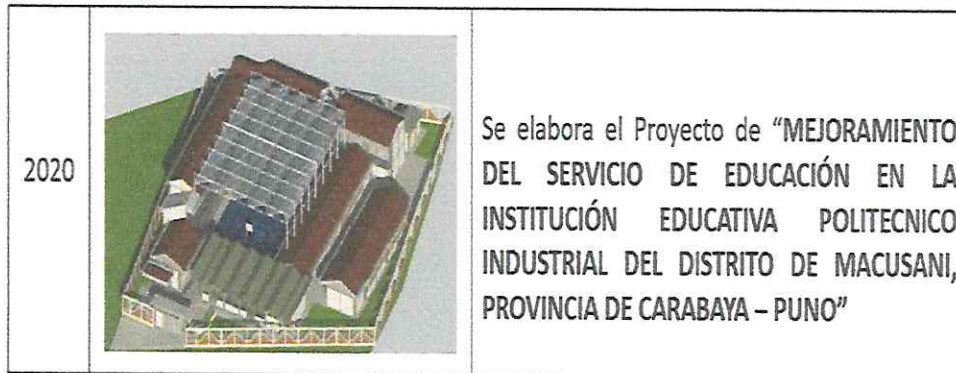 2020
Se elabora el Proyecto de “MEJORAMIENTO
DEL SERVICIO DE EDUCACIÓN EN LA
INSTITUCIÓN EDUCATIVA POLITECNICO
INDUSTRIAL DEL DISTRITO DE MACUSANI,
PROVINCIA DE CARABAYA – PUNO”